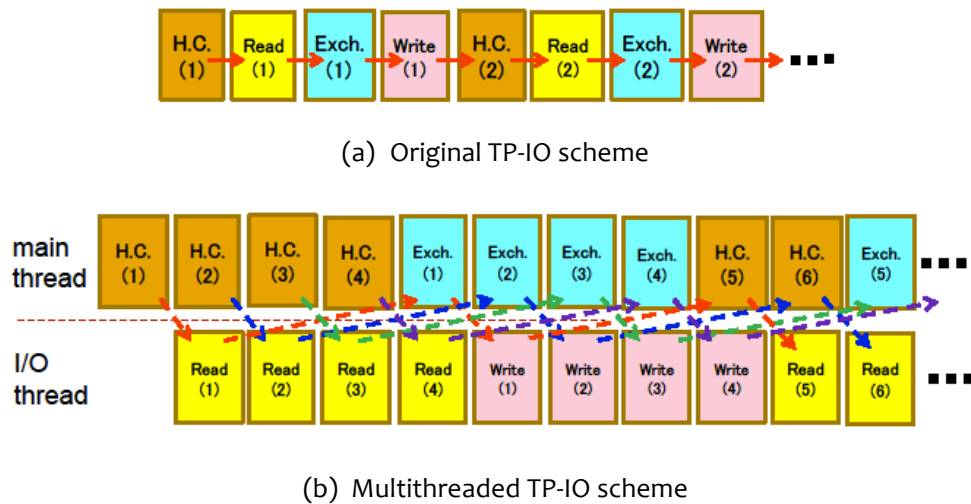 H.C. (1) Read (1) Exch. (1) Write (1) H.C. (2) Read (2) Exch. (2) Write (2)
(a) Original TP-IO scheme
main thread
H.C. (1) H.C. (2) H.C. (3) H.C. (4) Exch. (1) Exch. (2) Exch. (3) Exch. (4) H.C. (5) H.C. (6) Exch. (5)
I/O thread
Read (1) Read (2) Read (3) Read (4) Write (1) Write (2) Write (3) Write (4) Read (5) Read (6)
(b) Multithreaded TP-IO scheme